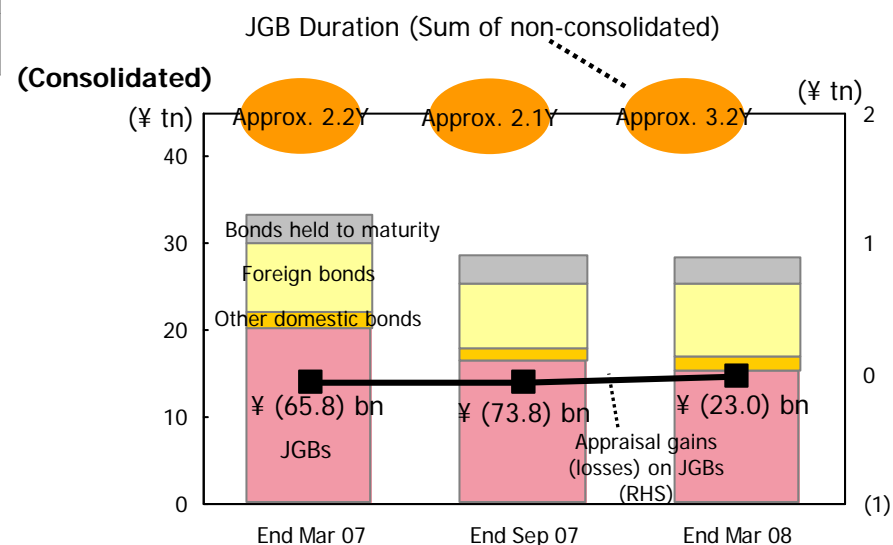 JGB Duration (Sum of non-consolidated)
(Consolidated)
(¥ tn)
(¥ tn)
Approx. 2.2Y
Approx. 2.1Y
Approx. 3.2Y
2
40
Bonds held to maturity
30
1
Foreign bonds
Other domestic bonds
20
0
¥ (65.8) bn
¥ (73.8) bn
¥ (23.0) bn
10
JGBs
Appraisal gains
(losses) on JGBs
(RHS)
0
(1)
End Mar 07
End Sep 07
End Mar 08